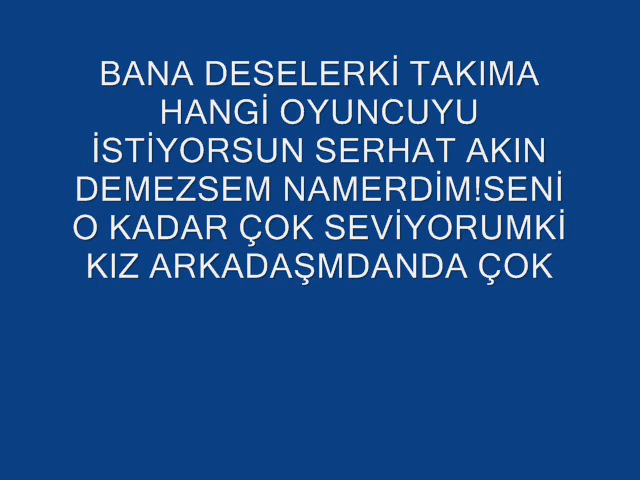 BANA DESELERKİ TAKIMA
HANGİ OYUNCUYU
İSTİYORSUN SERHAT AKIN
DEMEZSEM NAMERDİM!SENİ
O KADAR ÇOK SEVİYORUMKİ
KIZ ARKADAŞMDANDA ÇOK